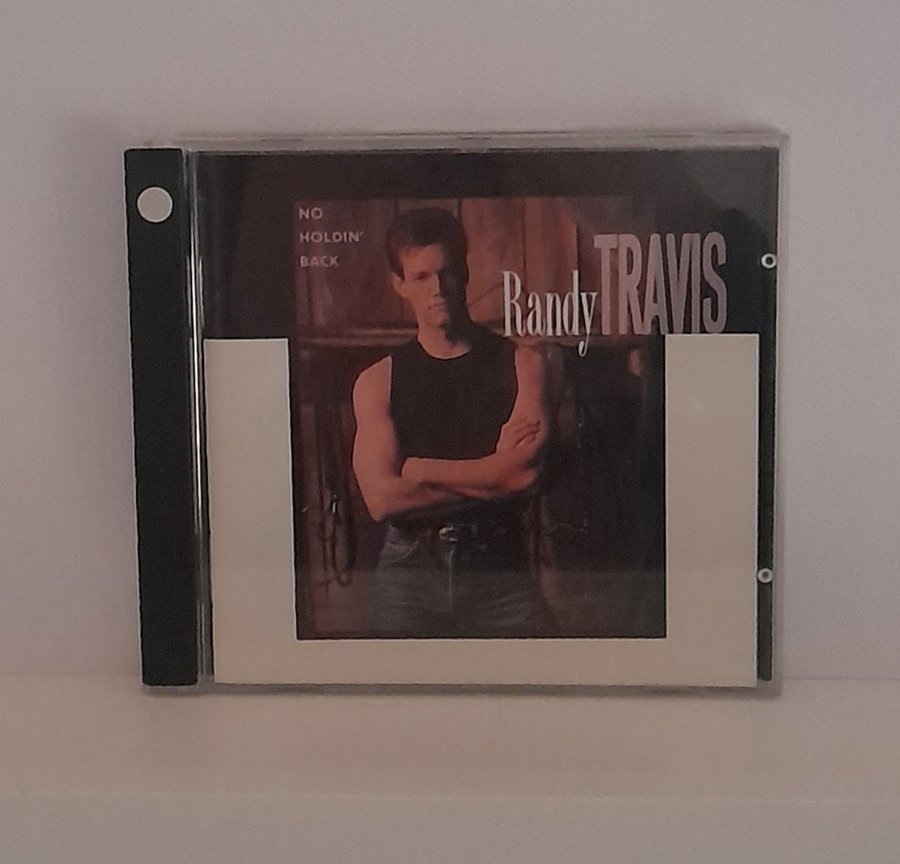 NO
HOLDIN'
BACK
Randy TRAVIS